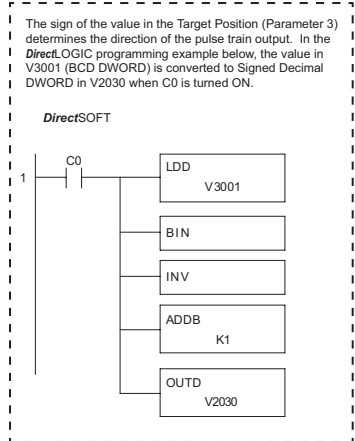 The sign of the value in the Target Position (Parameter 3)
determines the direction of the pulse train output. In the
DirectLOGIC programming example below, the value in
V3001 (BCD DWORD) is converted to Signed Decimal
DWORD in V2030 when C0 is turned ON.
DirectSOFT
C0
1
LDD
V3001
BIN
INV
ADDB
K1
OUTD
V2030